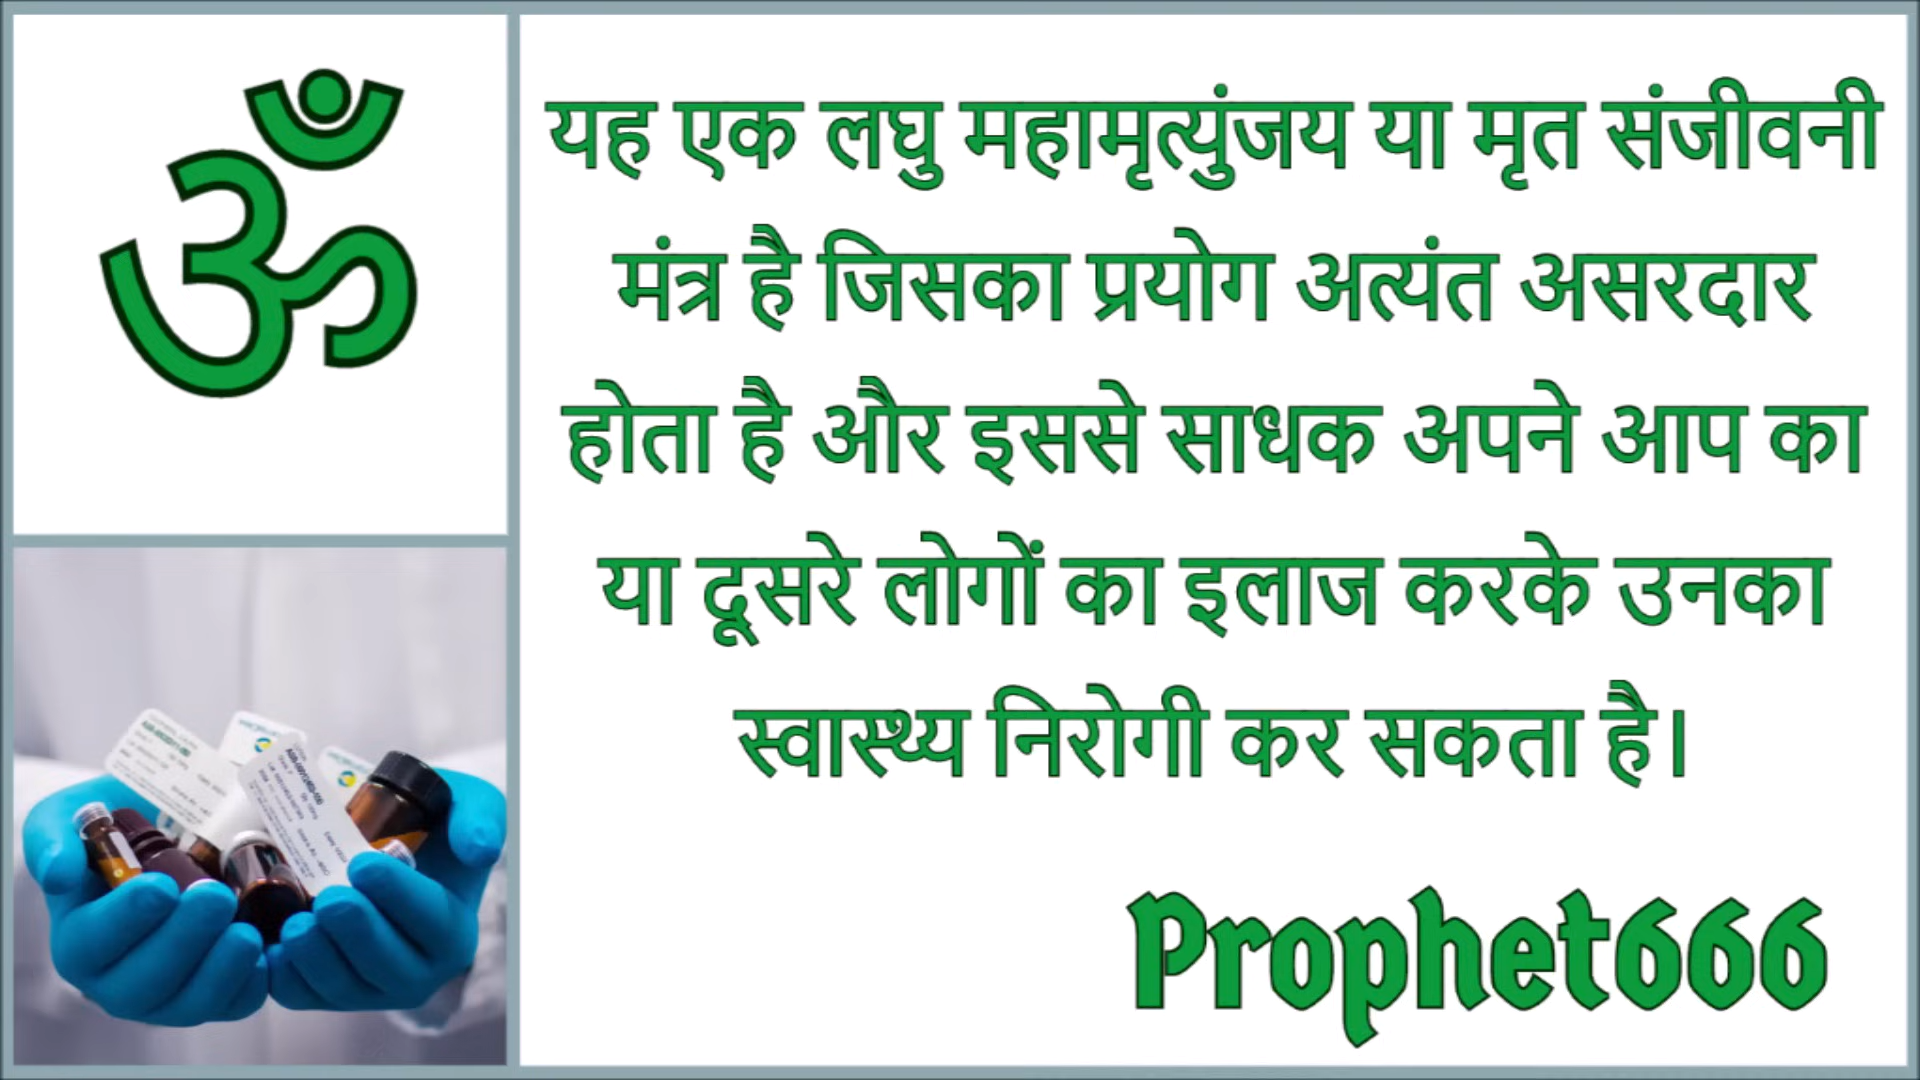 ॐ
यह एक लघु महामृत्युंजय या मृत संजीवनी
मंत्र है जिसका प्रयोग अत्यंत असरदार
होता है और इससे साधक अपने आप का
या दूसरे लोगों का इलाज करके उनका
स्वास्थ्य निरोगी कर सकता है।
Prophet666